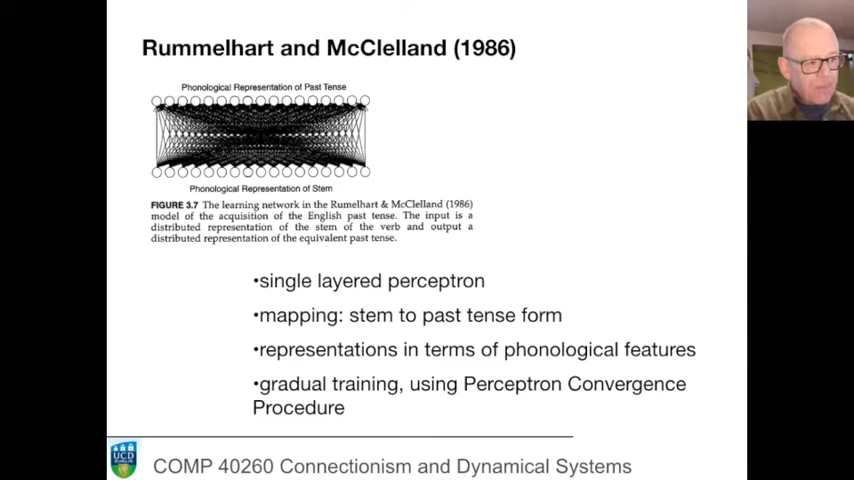 Rummelhart and McClelland (1986)
Phonological Representation of Past Tense
Phonological Representation of Stem
FIGURE 3.7 The learning network in the Rumelhart & McClelland (1986)
model of the acquisition of the English past tense. The input is a
distributed representation of the stem of the verb and output a
distributed representation of the equivalent past tense.
•single layered perceptron
•mapping: stem to past tense form
•representations in terms of phonological features
•gradual training, using Perceptron Convergence
Procedure
UCD
DUBLIN
COMP 40260 Connectionism and Dynamical Systems